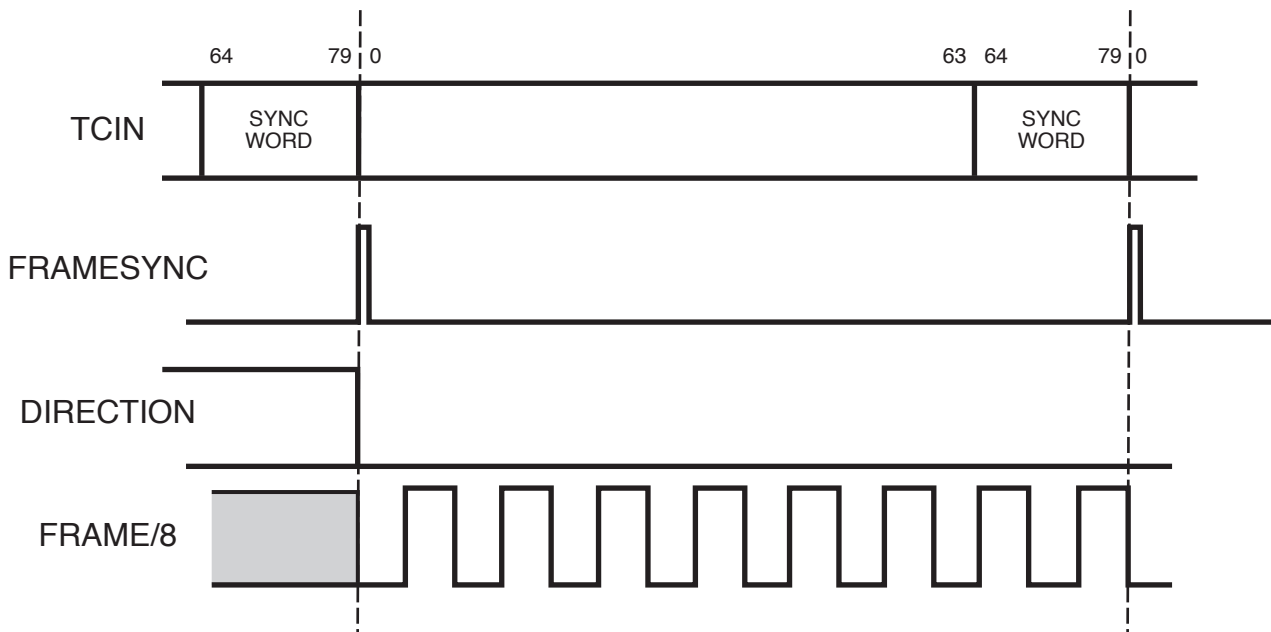 64 79 0 63 64 79 0
TCIN
SYNC
WORD
SYNC
WORD
FRAMESYNC
DIRECTION
FRAME/8